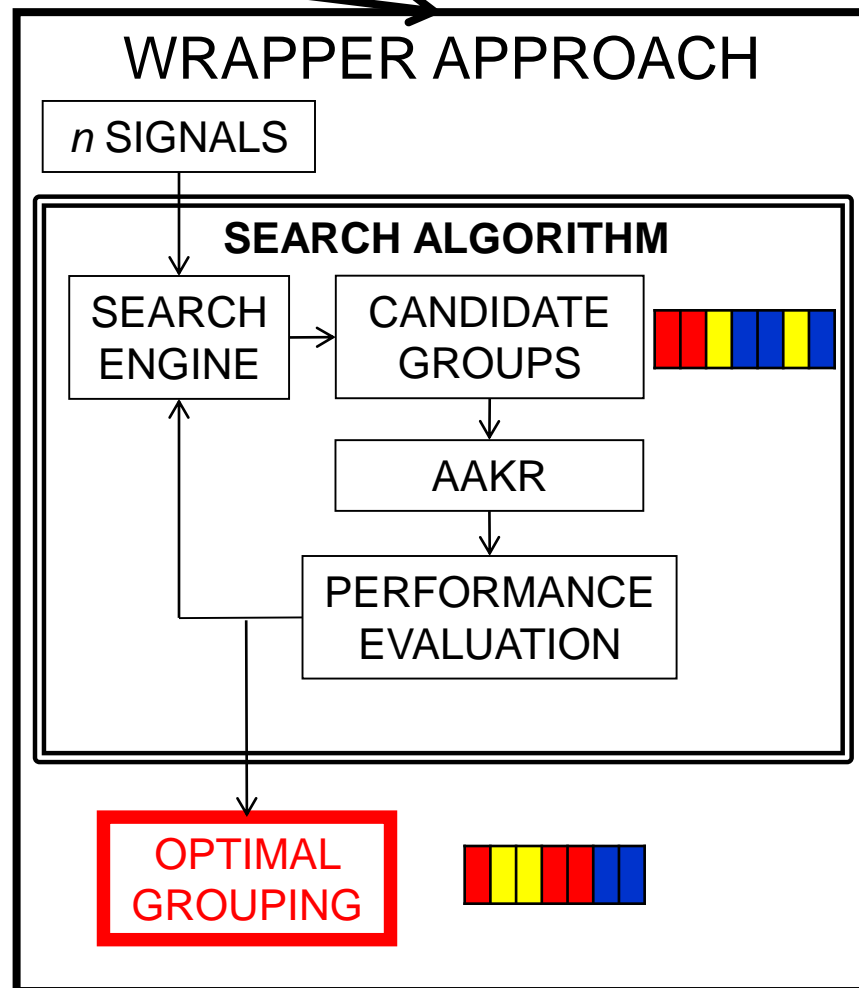 WRAPPER APPROACH
n SIGNALS
SEARCH ALGORITHM
SEARCH
ENGINE
CANDIDATE
GROUPS
AAKR
PERFORMANCE
EVALUATION
OPTIMAL
GROUPING